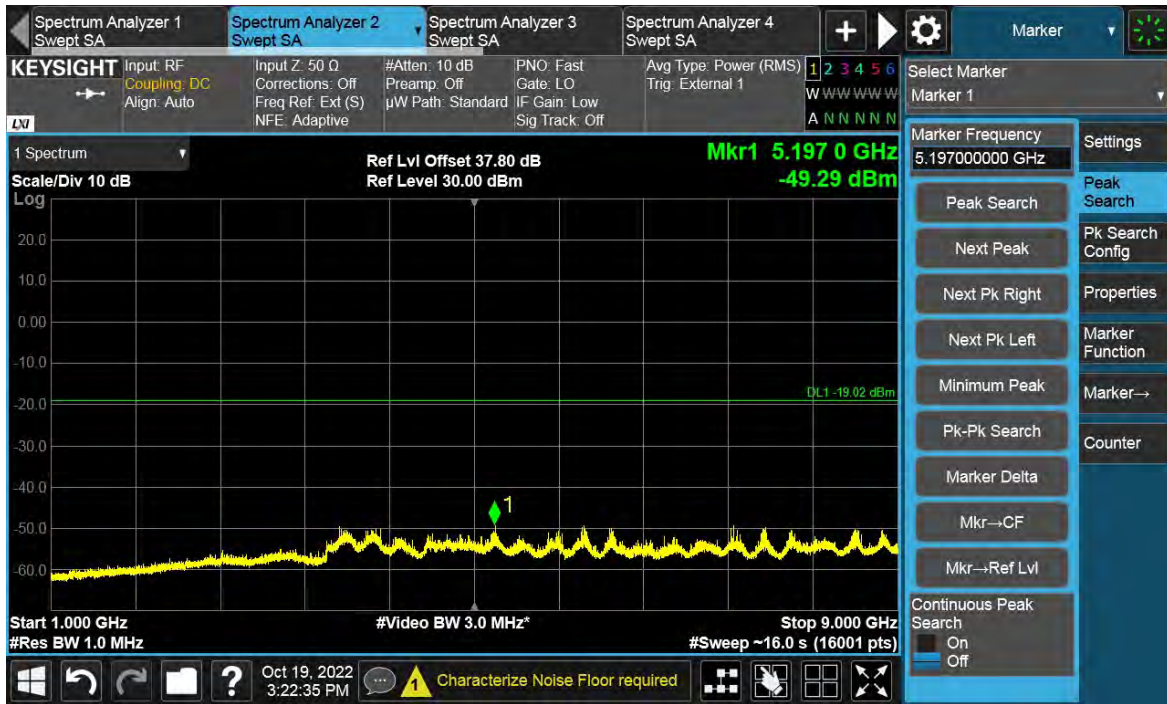 Spectrum Analyzer 1
Swept SA
Spectrum Analyzer 2
Swept SA
Spectrum Analyzer 3
Swept SA
Spectrum Analyzer 4
Swept SA
+
Marker
KEYSIGHT
LXI
Input: RF
Coupling: DC
Align: Auto
Input Z: 50 Ω
Corrections: Off
Freq Ref: Ext (S)
NFE: Adaptive
#Atten: 10 dB
Preamp: Off
µW Path: Standard
PNO: Fast
Gate: LO
IF Gain: Low
Sig Track: Off
Avg Type: Power (RMS)
Trig: External 1
1 2 3 4 5 6
W W W W W W
A N N N N N
Select Marker
Marker 1
1 Spectrum
Scale/Div 10 dB
Log
Ref Lvl Offset 37.80 dB
Ref Level 30.00 dBm
Mkr1 5.197 0 GHz
-49.29 dBm
20.0
10.0
0.00
-10.0
-20.0
-30.0
-40.0
-50.0
-60.0
DL1 -19.02 dBm
1
Start 1.000 GHz
#Res BW 1.0 MHz
#Video BW 3.0 MHz*
Stop 9.000 GHz
#Sweep ~16.0 s (16001 pts)
Marker Frequency
5.197000000 GHz
Peak Search
Next Peak
Next Pk Right
Next Pk Left
Minimum Peak
Pk-Pk Search
Marker Delta
Mkr→CF
Mkr→Ref Lvl
Continuous Peak
Search
On
Off
Settings
Peak
Search
Pk Search
Config
Properties
Marker
Function
Marker→
Counter
?
Oct 19, 2022
3:22:35 PM
1
Characterize Noise Floor required